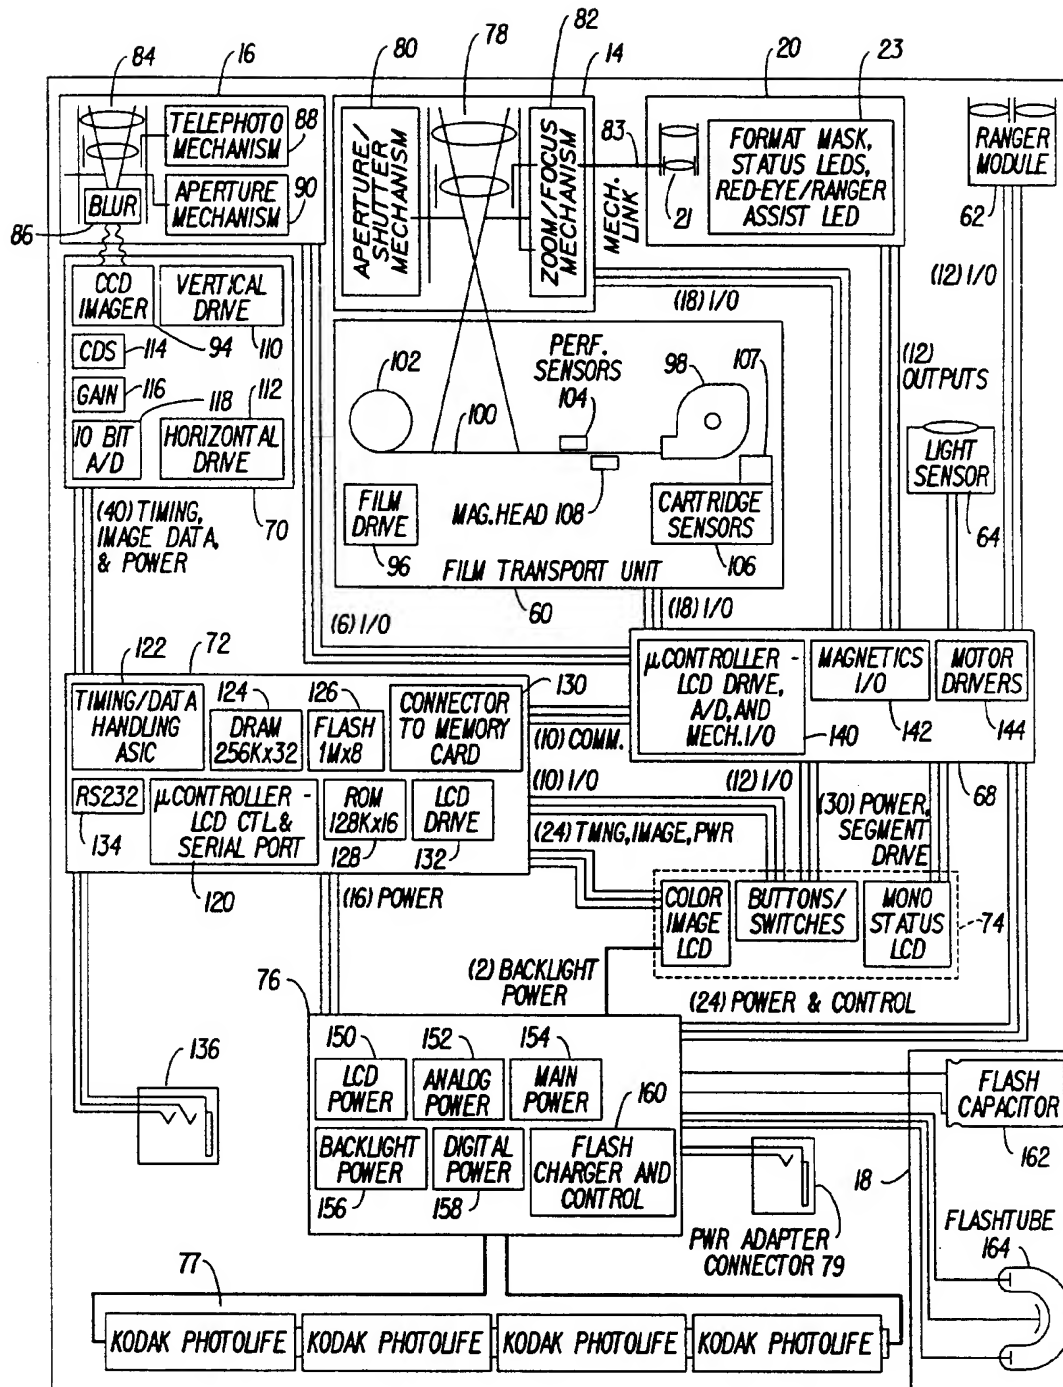 82
78
80
16
84
14
20
23
TELEPHOTO
MECHANISM
88
APERTURE
MECHANISM
90
BLUR
86
APERTURE/
SHUTTER
MECHANISM
ZOOM/FOCUS
MECHANISM
83
MECH.
LINK
21
FORMAT MASK,
STATUS LEDS,
RED-EYE/RANGER
ASSIST LED
RANGER
MODULE
62
(12) I/O
(18) I/O
CCD
IMAGER
VERTICAL
DRIVE
94
110
CDS
114
GAIN
116
118
112
10 BIT
A/D
HORIZONTAL
DRIVE
70
102
100
PERF.
SENSORS
104
98
107
MAG.HEAD 108
FILM
DRIVE
96
CARTRIDGE
SENSORS
106
FILM TRANSPORT UNIT
60
(12)
OUTPUTS
LIGHT
SENSOR
64
(40) TIMING,
IMAGE DATA,
& POWER
(6) I/O
(18) I/O
122
72
TIMING/DATA
HANDLING
ASIC
124
DRAM
256Kx32
126
FLASH
1Mx8
CONNECTOR
TO MEMORY
CARD
130
RS232
134
μCONTROLLER -
LCD CTL.&
SERIAL PORT
120
ROM
128Kx16
128
LCD
DRIVE
132
(10) COMM.
(10) I/O
(12) I/O
μCONTROLLER -
LCD DRIVE,
A/D, AND
MECH.I/O
140
MAGNETICS
I/O
142
MOTOR
DRIVERS
144
68
(30) POWER,
SEGMENT
DRIVE
(24) TMNG,IMAGE,PWR
(16) POWER
COLOR
IMAGE
LCD
BUTTONS/
SWITCHES
MONO
STATUS
LCD
74
(2) BACKLIGHT
POWER
(24) POWER & CONTROL
76
136
150
LCD
POWER
152
ANALOG
POWER
154
MAIN
POWER
160
BACKLIGHT
POWER
156
DIGITAL
POWER
158
FLASH
CHARGER AND
CONTROL
FLASH
CAPACITOR
162
18
PWR ADAPTER
CONNECTOR 79
FLASHTUBE
164
77
KODAK PHOTOLIFE
KODAK PHOTOLIFE
KODAK PHOTOLIFE
KODAK PHOTOLIFE